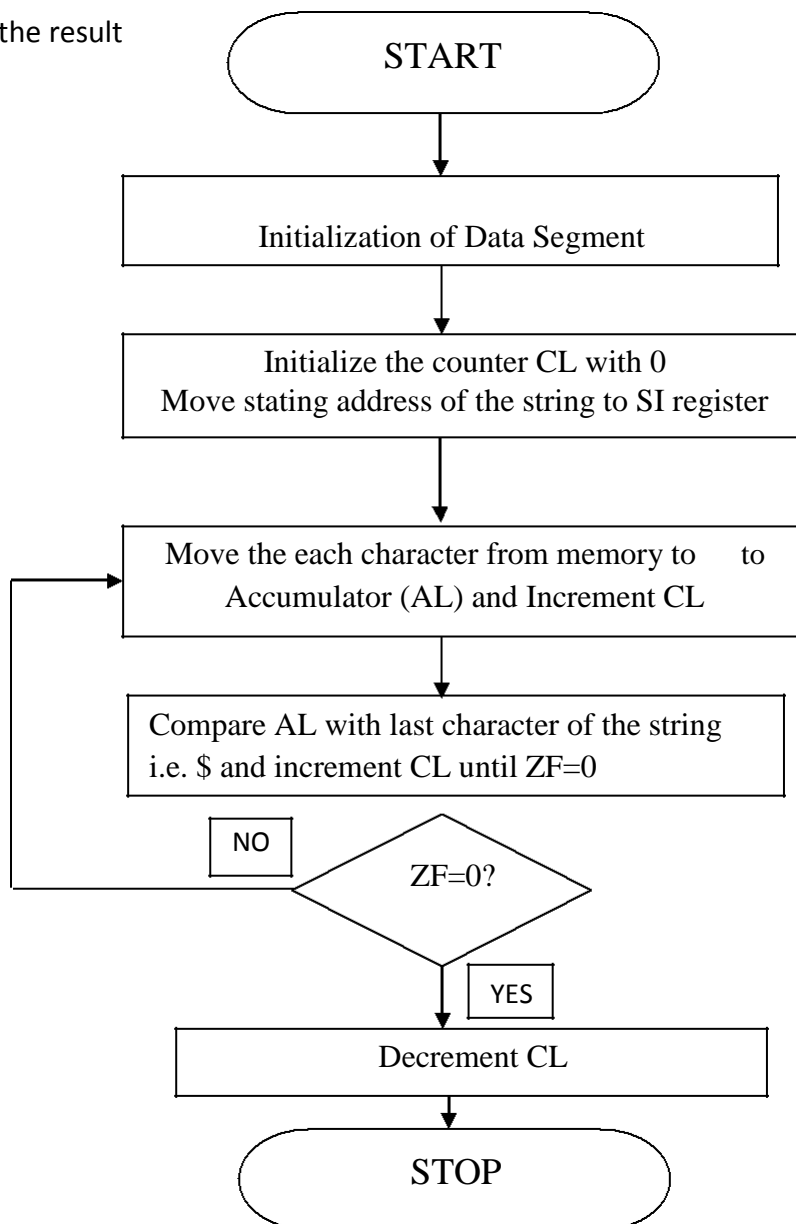 the result
START
Initialization of Data Segment
Initialize the counter CL with 0
Move stating address of the string to SI register
Move the each character from memory to to
Accumulator (AL) and Increment CL
Compare AL with last character of the string
i.e. $ and increment CL until ZF=0
NO
ZF=0?
YES
Decrement CL
STOP